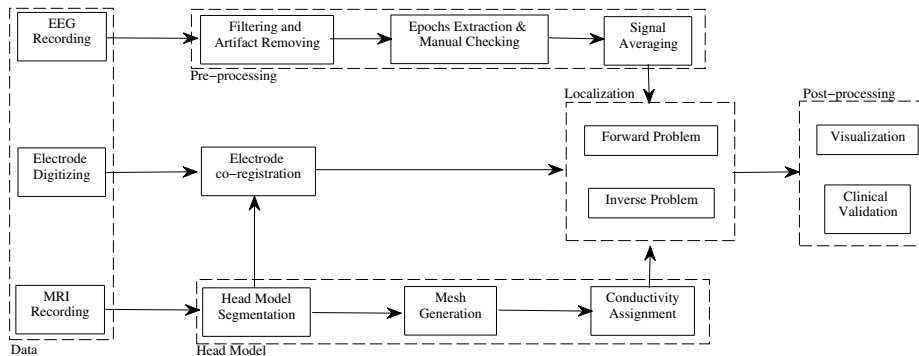 EEG
Recording
Filtering and
Artifact Removing
Epochs Extraction &
Manual Checking
Signal
Averaging
Pre−processing
Localization
Post−processing
Forward Problem
Visualization
Electrode
Digitizing
Electrode
co-registration
Inverse Problem
Clinical
Validation
MRI
Recording
Head Model
Segmentation
Mesh
Generation
Conductivity
Assignment
Data
Head Model